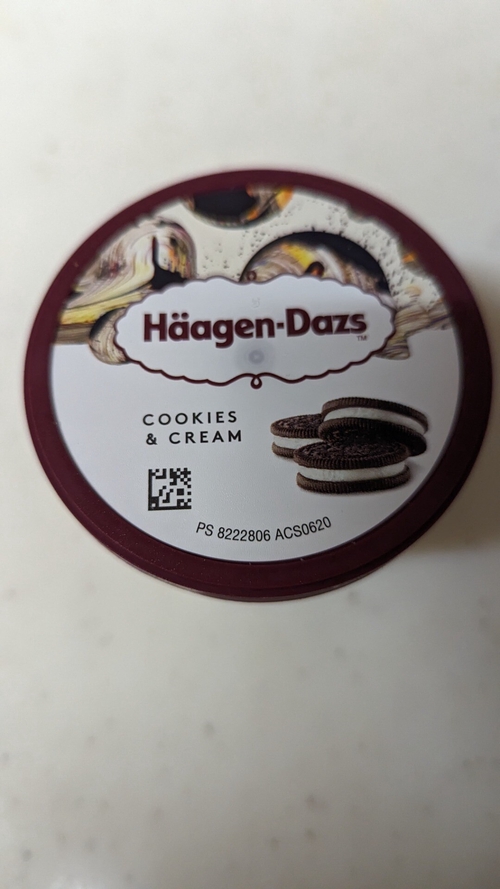 Häagen-Dazs
TM
COOKIES
& CREAM
PS 8222806 ACS0620